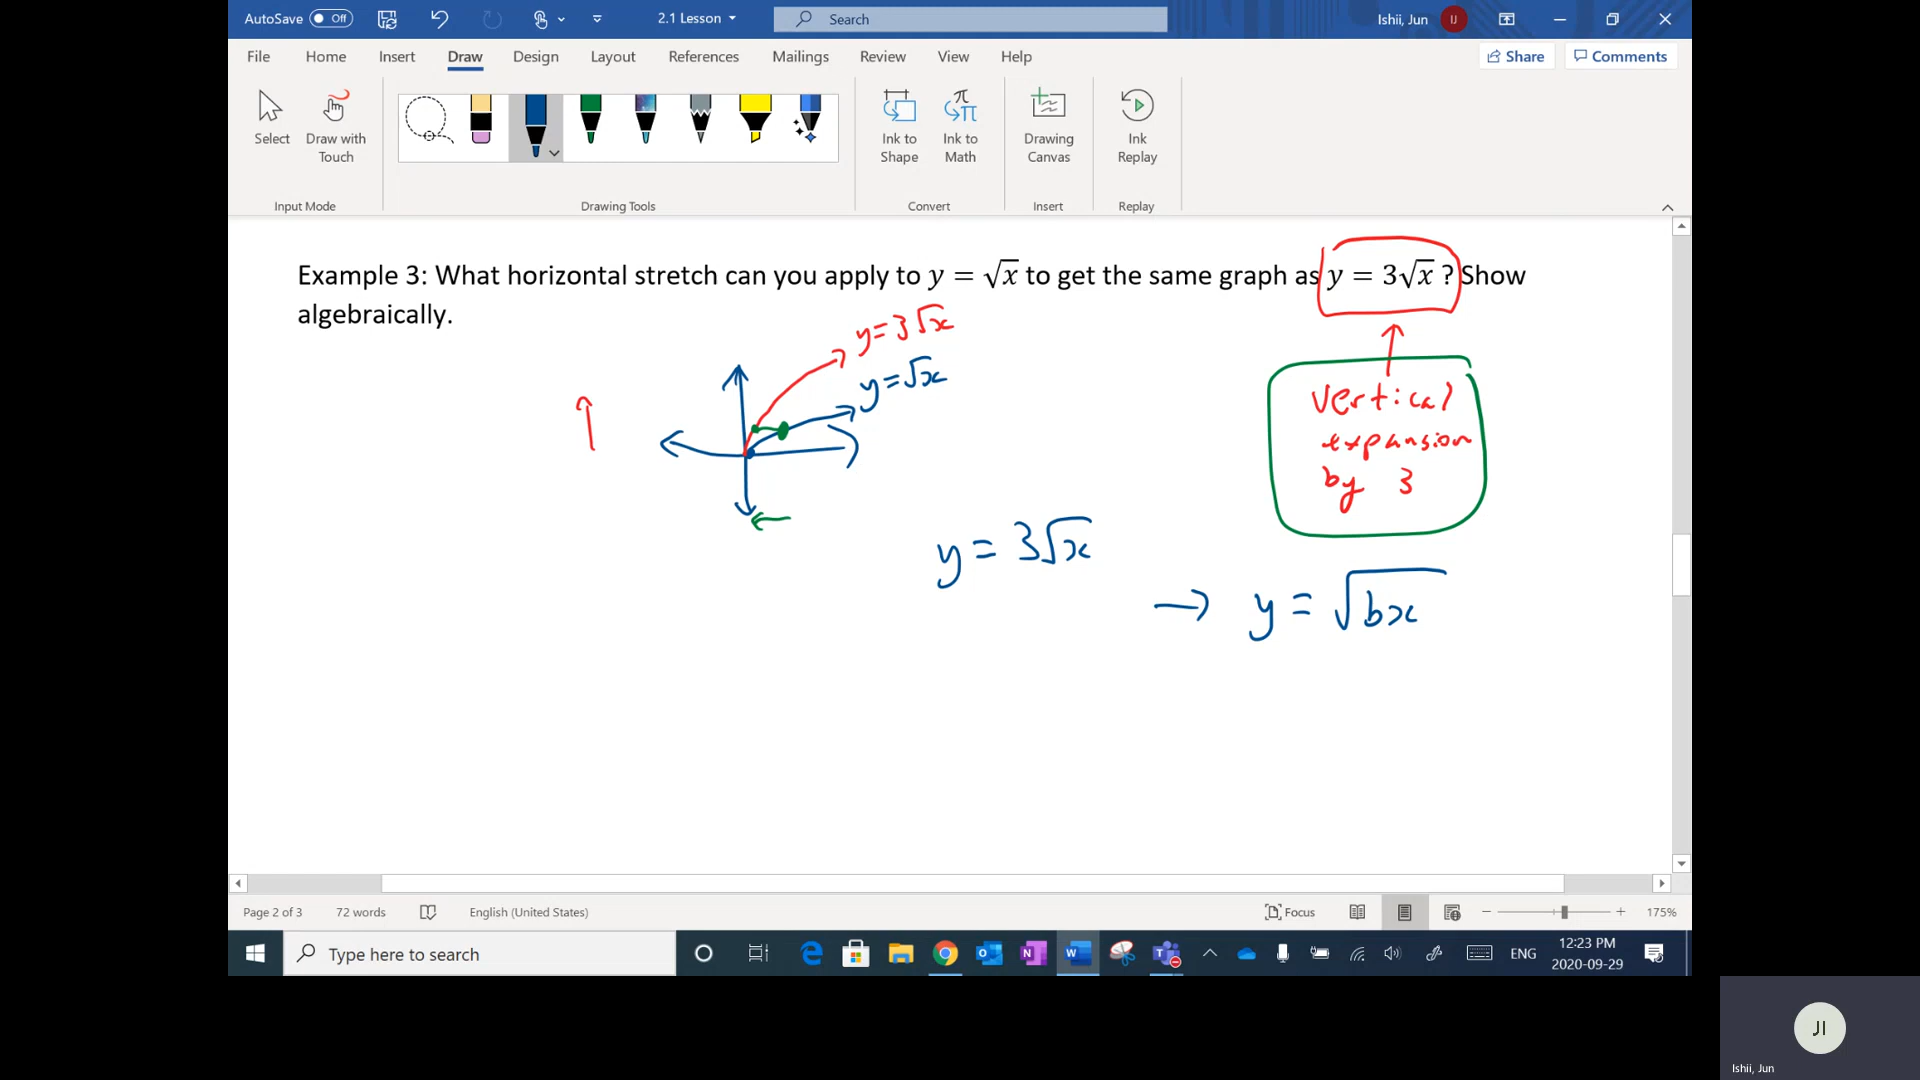 AutoSave Off 2.1 Lesson Search Ishii, Jun IJ
File Home Insert Draw Design Layout References Mailings Review View Help Share Comments
Select Draw with Touch Ink to Shape Ink to Math Drawing Canvas Ink Replay
Input Mode Drawing Tools Convert Insert Replay
Example 3: What horizontal stretch can you apply to y = √x to get the same graph as y = 3√x ? Show
algebraically.
y = 3√x
y = √x
vertical
expansion
by 3
y = 3√x
→ y = √bx
Page 2 of 3 72 words English (United States) Focus 175%
Type here to search ENG 12:23 PM
2020-09-29
JI
Ishii, Jun